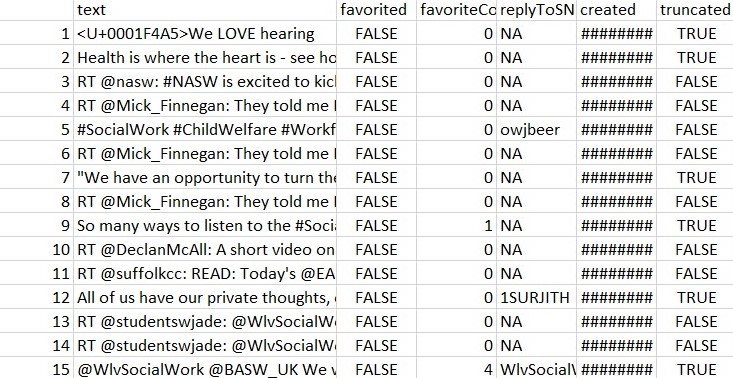 text favorited favoriteCo replyToSN created truncated
1 <U+0001F4A5>We LOVE hearing FALSE 0 NA ######## TRUE
2 Health is where the heart is - see ho FALSE 0 NA ######## TRUE
3 RT @nasw: #NASW is excited to kic FALSE 0 NA ######## FALSE
4 RT @Mick_Finnegan: They told me I FALSE 0 NA ######## FALSE
5 #SocialWork #ChildWelfare #Workf FALSE 0 owjbeer ######## FALSE
6 RT @Mick_Finnegan: They told me I FALSE 0 NA ######## FALSE
7 "We have an opportunity to turn the FALSE 0 NA ######## TRUE
8 RT @Mick_Finnegan: They told me I FALSE 0 NA ######## FALSE
9 So many ways to listen to the #Soci FALSE 1 NA ######## TRUE
10 RT @DeclanMcAll: A short video on FALSE 0 NA ######## FALSE
11 RT @suffolkcc: READ: Today's @EA FALSE 0 NA ######## FALSE
12 All of us have our private thoughts, FALSE 0 1SURJITH ######## TRUE
13 RT @studentswjade: @WlvSocialW FALSE 0 NA ######## FALSE
14 RT @studentswjade: @WlvSocialW FALSE 0 NA ######## FALSE
15 @WlvSocialWork @BASW_UK We w FALSE 4 WlvSocial ######## TRUE